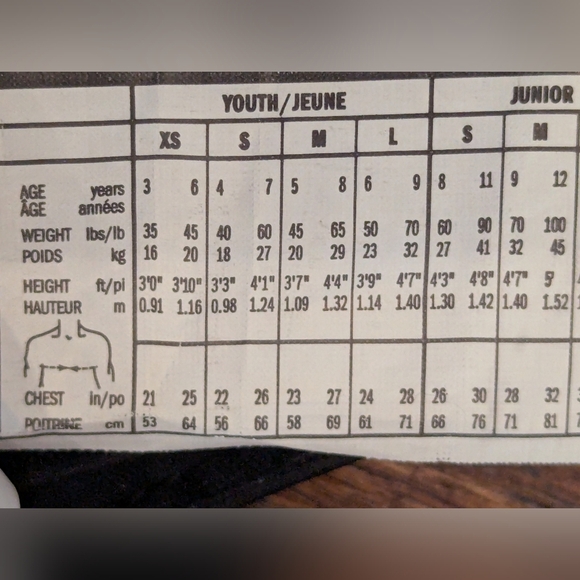 YOUTH/JEUNE JUNIOR
XS S M L S M
AGE years 3 6 4 7 5 8 6 9 8 11 9 12
ÂGE années
WEIGHT lbs/lb 35 45 40 60 45 65 50 70 60 90 70 100
POIDS kg 16 20 18 27 20 29 23 32 27 41 32 45
HEIGHT ft/pi 3'0" 3'10" 3'3" 4'1" 3'7" 4'4" 3'9" 4'7" 4'3" 4'8" 4'7" 5'
HAUTEUR m 0.91 1.16 0.98 1.24 1.09 1.32 1.14 1.40 1.30 1.42 1.40 1.52
CHEST in/po 21 25 22 26 23 27 24 28 26 30 28 32
POITRINE cm 53 64 56 66 58 69 61 71 66 76 71 81